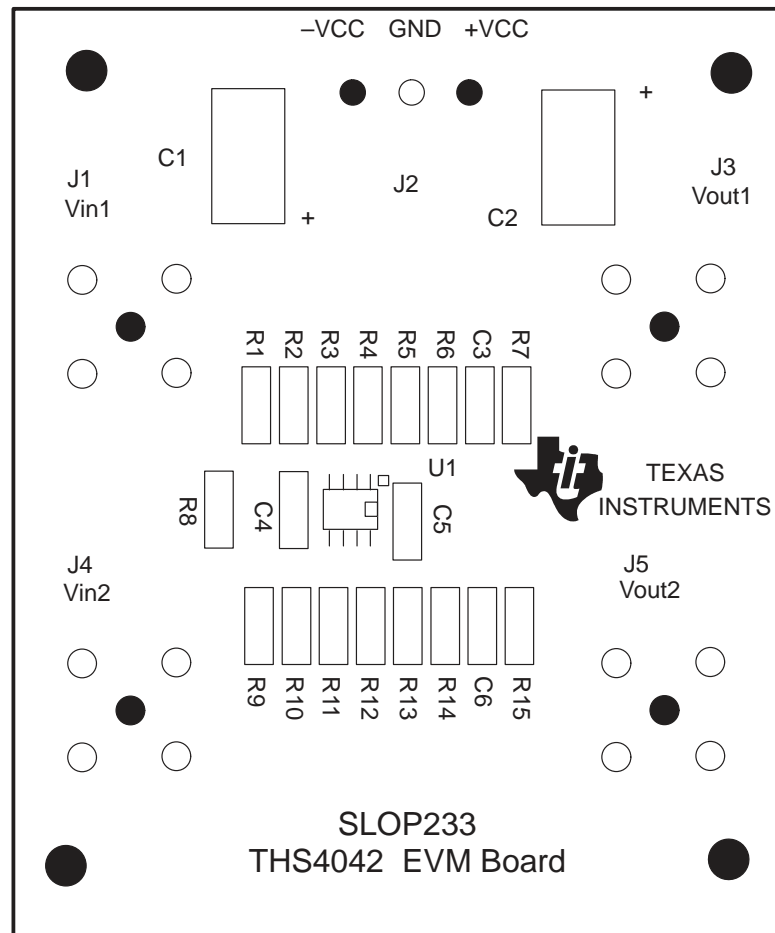 –VCC GND +VCC
+
C1
J1
Vin1
J2
J3
Vout1
C2
+
R1 R2 R3 R4 R5 R6 C3 R7
U1
TEXAS
INSTRUMENTS
R8
C4
C5
J4
Vin2
J5
Vout2
R9 R10 R11 R12 R13 R14 C6 R15
SLOP233
THS4042 EVM Board